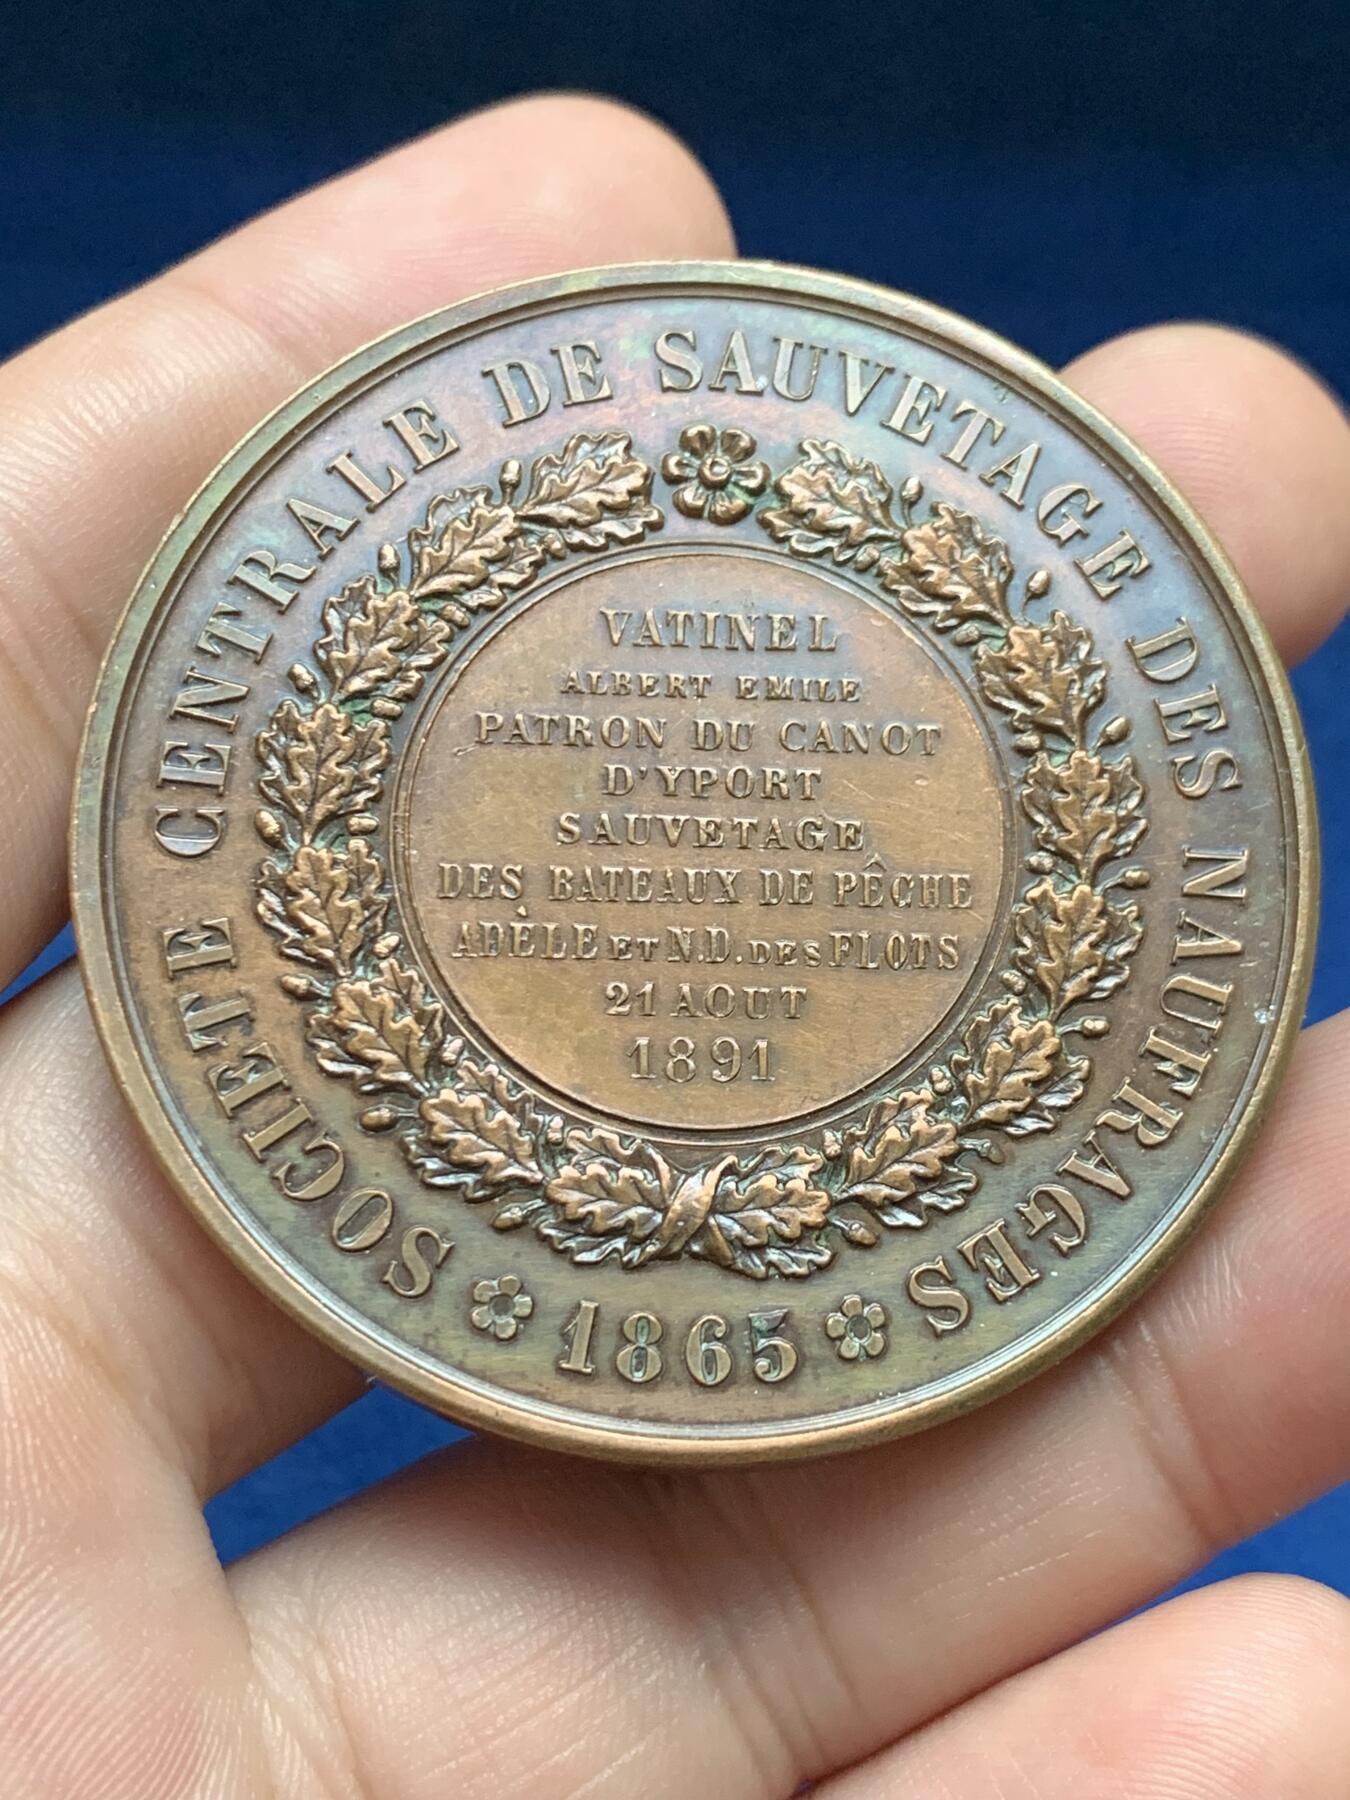 SOCIETE CENTRALE DE SAUVETAGE DES NAUFRAGES
VATINEL
ALBERT EMILE
PATRON DU CANOT
D'YPORT
SAUVETAGE
DES BATEAUX DE PÊCHE
ADÈLE ET N.D. DES FLOTS
21 AOUT
1891
1865